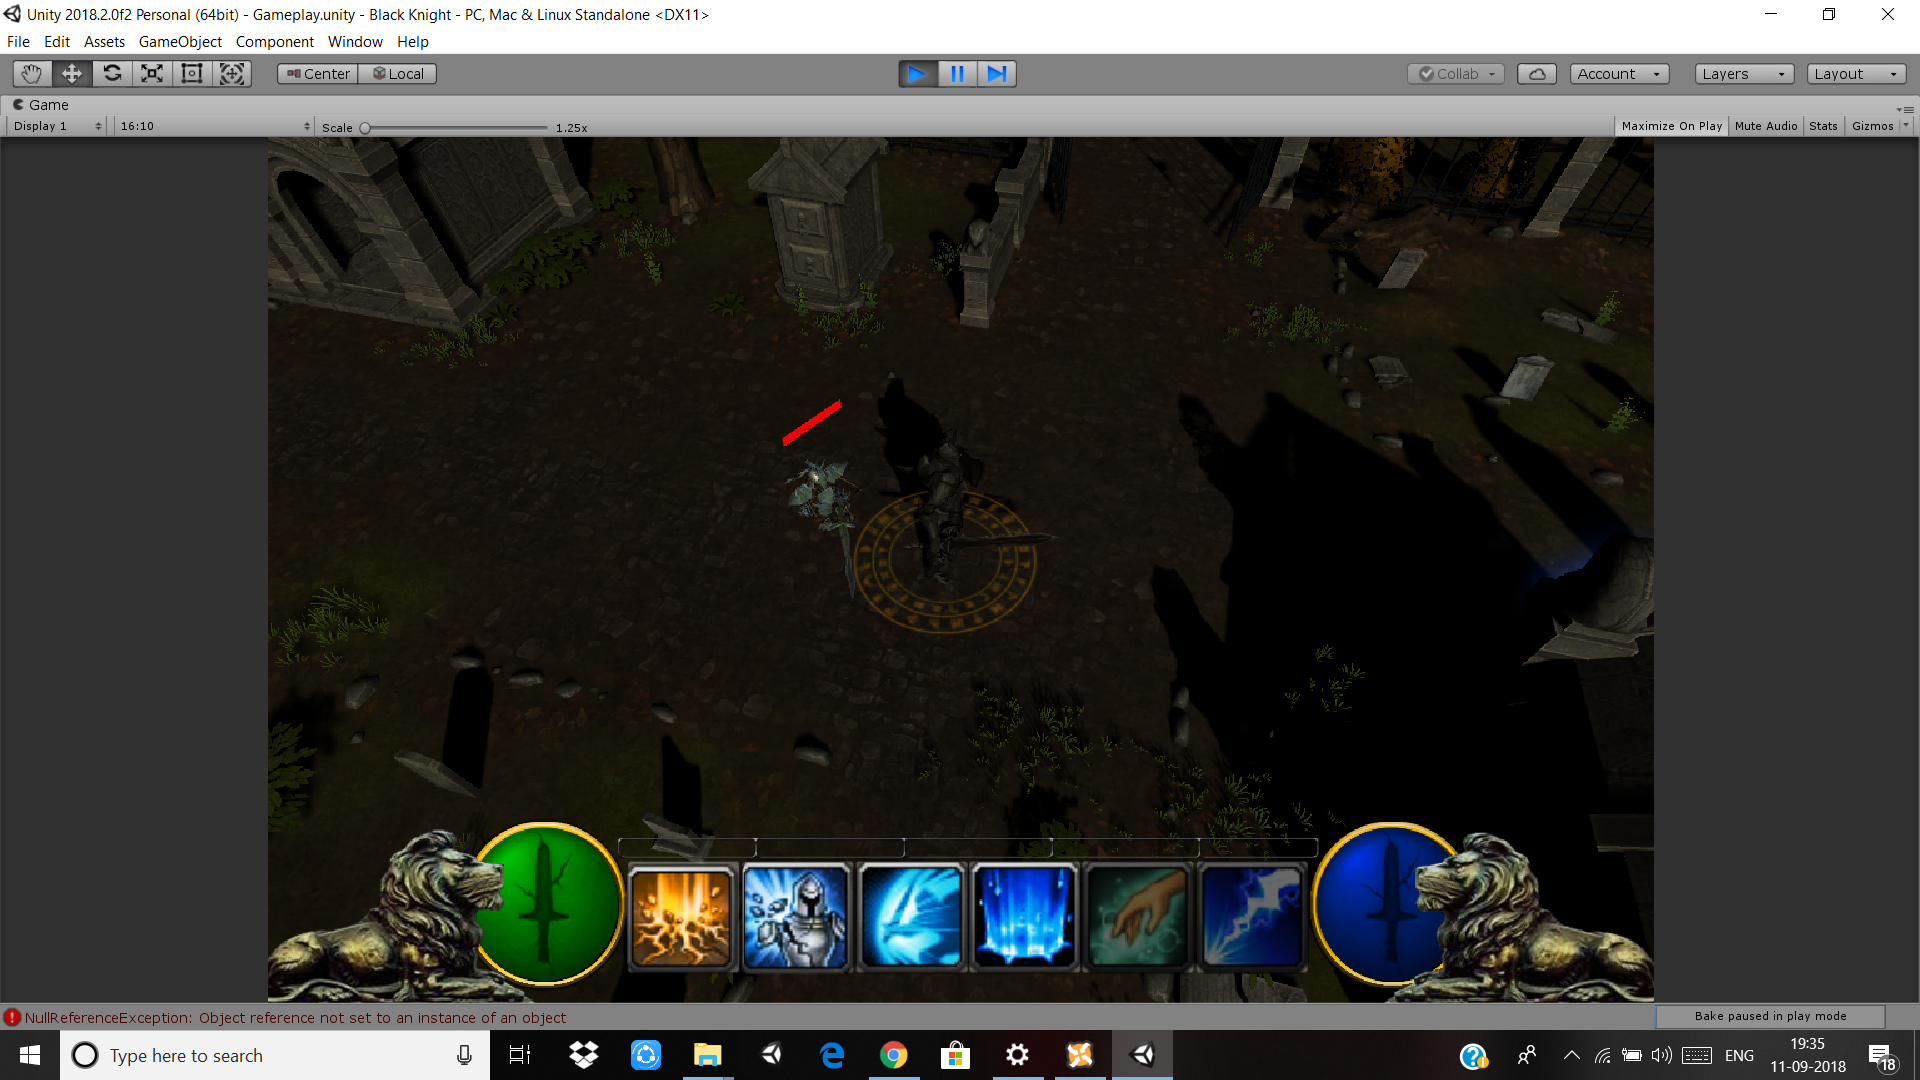 Unity 2018.2.0f2 Personal (64bit) - Gameplay.unity - Black Knight - PC, Mac & Linux Standalone <DX11>
File Edit Assets GameObject Component Window Help
Center Local Collab Account Layers Layout
Game
Display 1 16:10 Scale 1.25x Maximize On Play Mute Audio Stats Gizmos
NullReferenceException: Object reference not set to an instance of an object Bake paused in play mode
Type here to search
ENG
19:35
11-09-2018
18